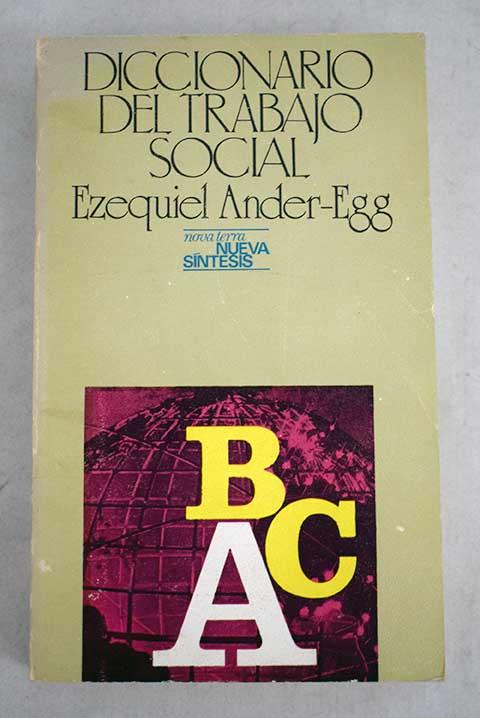 DICCIONARIO
DEL TRABAJO
SOCIAL
Ezequiel Ander-Egg
nova terra
NUEVA
SÍNTESIS
B
C
A